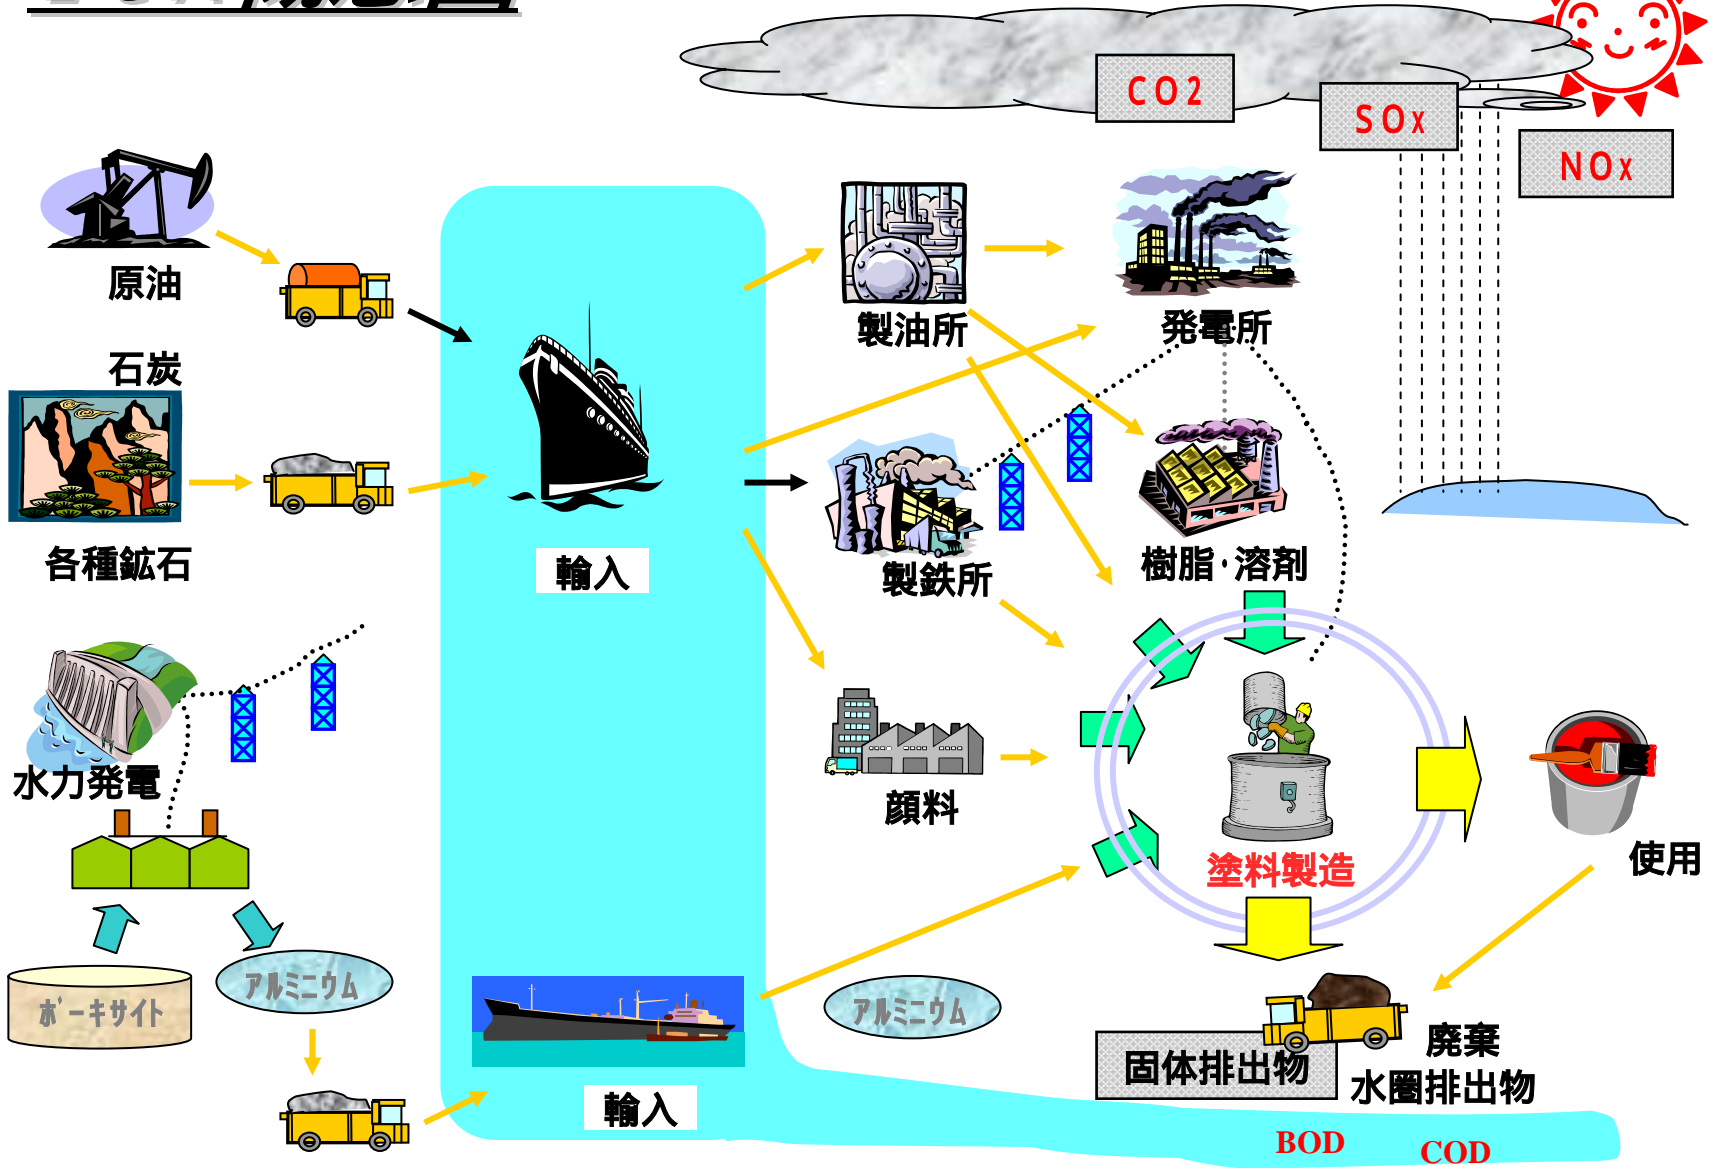 CO2
SOx
NOx
原油
製油所
発電所
石炭
各種鉱石
輸入
製鉄所
樹脂･溶剤
水力発電
顔料
塗料製造
使用
ﾎﾞｰｷｻｲﾄ
ｱﾙﾐﾆｳﾑ
ｱﾙﾐﾆｳﾑ
輸入
固体排出物
廃棄
水圏排出物
BOD
COD